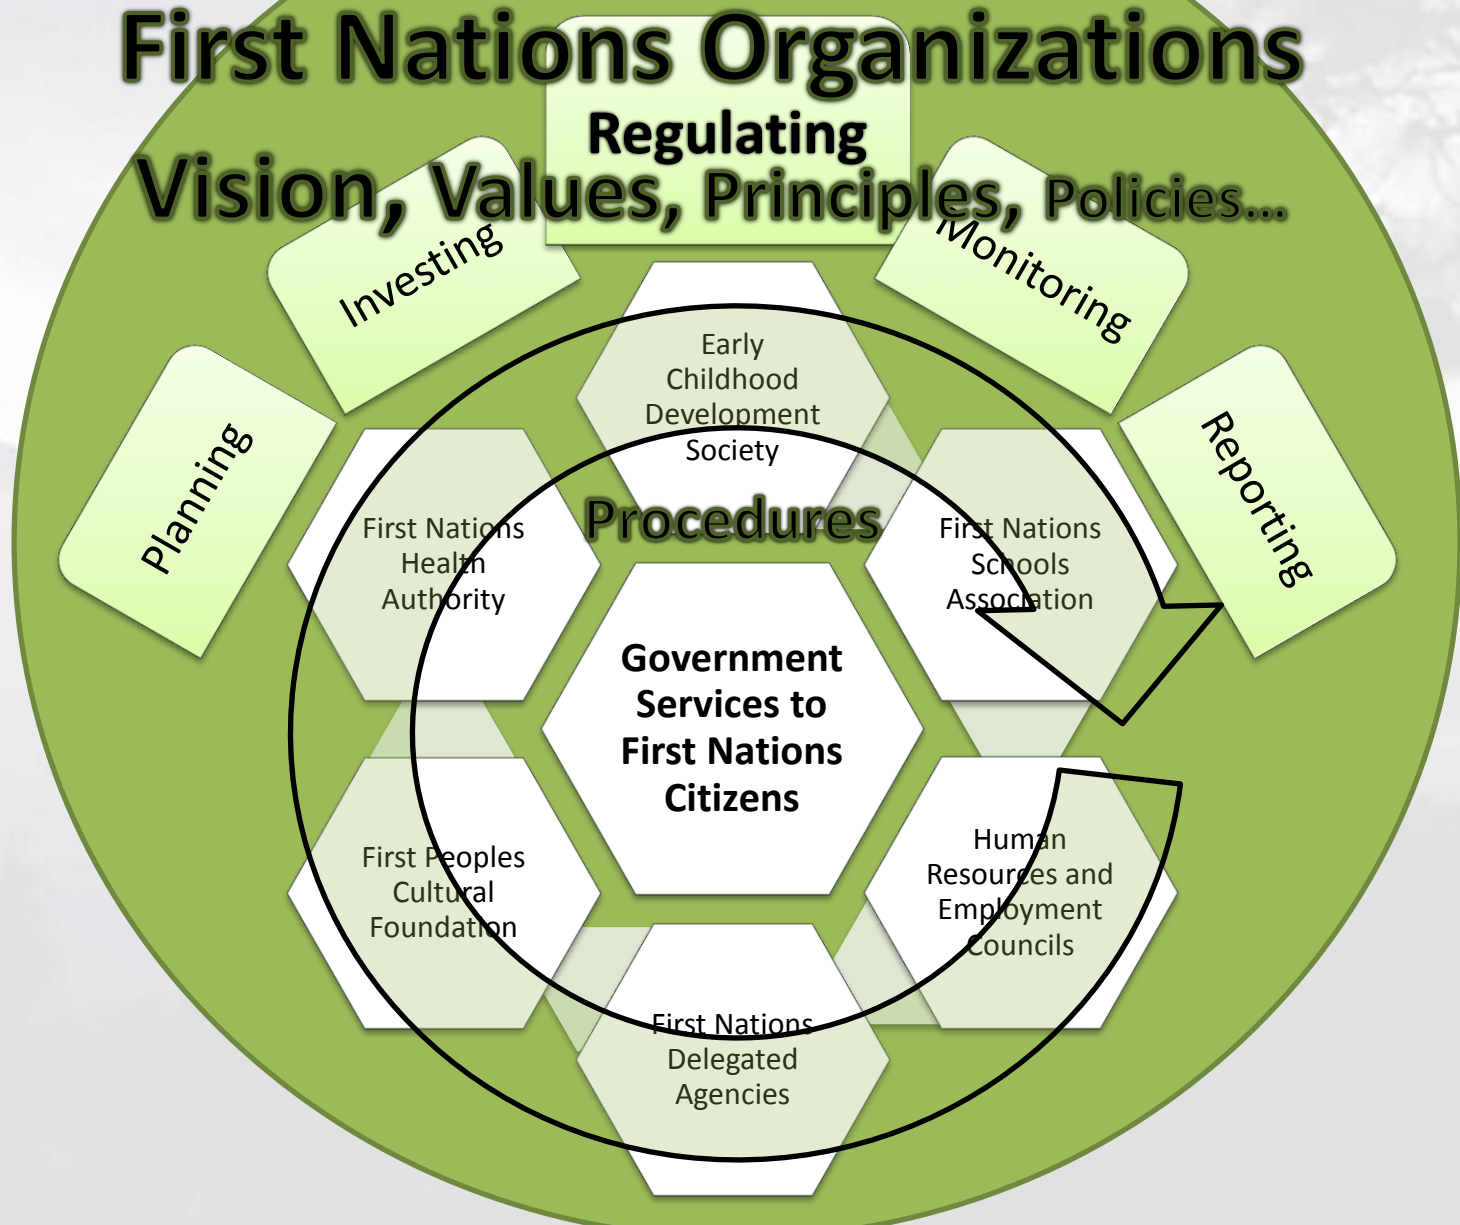 First Nations Organizations
Regulating
Vision, Values, Principles, Policies...
Investing
Monitoring
Planning
Reporting
Early
Childhood
Development
Society
Procedures
First Nations
Health
Authority
First Nations
Schools
Association
Government
Services to
First Nations
Citizens
First Peoples
Cultural
Foundation
Human
Resources and
Employment
Councils
First Nations
Delegated
Agencies